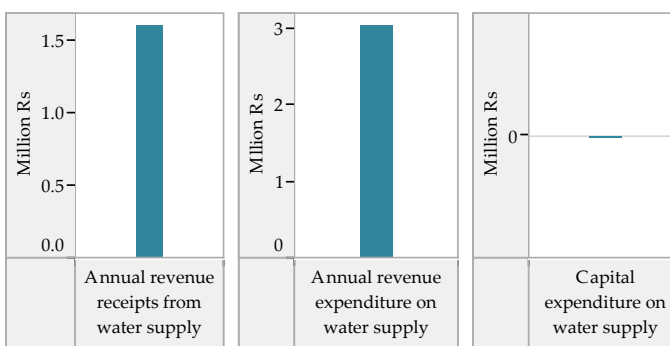 Million Rs
1.5
1.0
0.5
0.0
Annual revenue
receipts from
water supply
Million Rs
3
2
1
0
Annual revenue
expenditure on
water supply
Million Rs
0
Capital
expenditure on
water supply